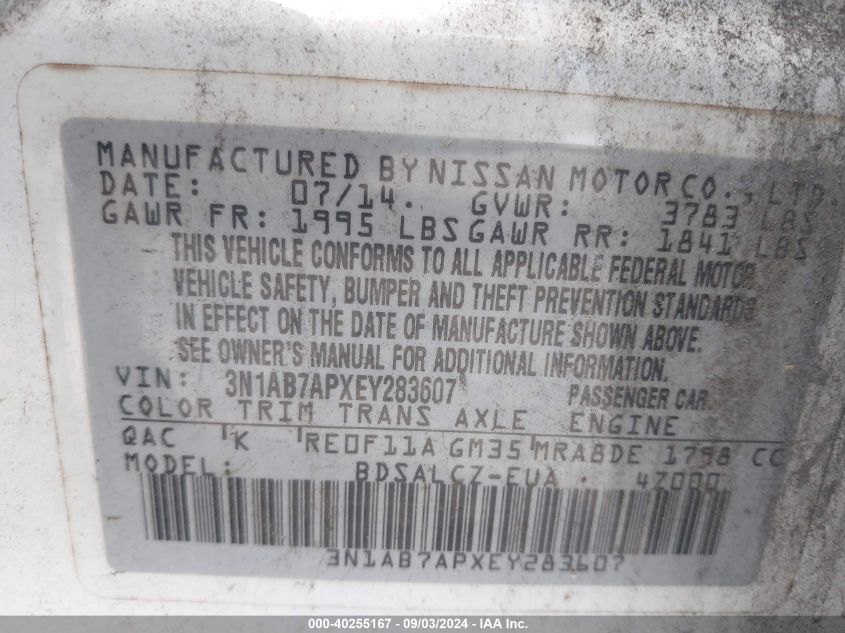 MANUFACTURED BY NISSAN MOTOR CO., LTD.
DATE: 07/14. GVWR: 3783 LBS
GAWR FR: 1995 LBS GAWR RR: 1841 LBS
THIS VEHICLE CONFORMS TO ALL APPLICABLE FEDERAL MOTOR
VEHICLE SAFETY, BUMPER AND THEFT PREVENTION STANDARDS
IN EFFECT ON THE DATE OF MANUFACTURE SHOWN ABOVE.
SEE OWNER'S MANUAL FOR ADDITIONAL INFORMATION.
VIN: 3N1AB7APXEY283607 PASSENGER CAR
COLOR TRIM TRANS AXLE ENGINE
QAC K RE0F11A GM35 MRA8DE 1798 CC
MODEL: BDSALCZ-EUA 47000
3N1AB7APXEY283607
000-40255167 - 09/03/2024 - IAA Inc.